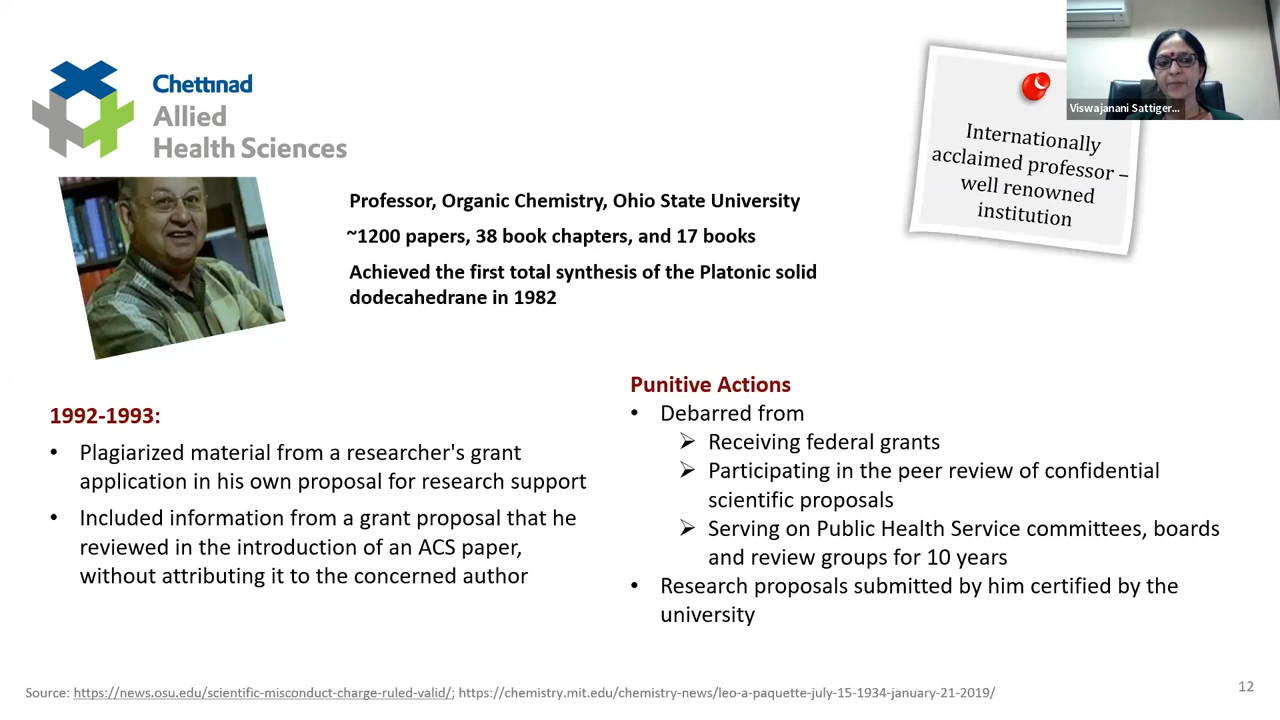 Chettinad
Allied
Health Sciences
Viswajanani Sattiger...
Internationally
acclaimed professor –
well renowned
institution
Professor, Organic Chemistry, Ohio State University
~1200 papers, 38 book chapters, and 17 books
Achieved the first total synthesis of the Platonic solid
dodecahedrane in 1982
1992-1993:
• Plagiarized material from a researcher's grant
application in his own proposal for research support
• Included information from a grant proposal that he
reviewed in the introduction of an ACS paper,
without attributing it to the concerned author
Punitive Actions
• Debarred from
➢ Receiving federal grants
➢ Participating in the peer review of confidential
scientific proposals
➢ Serving on Public Health Service committees, boards
and review groups for 10 years
• Research proposals submitted by him certified by the
university
Source: https://news.osu.edu/scientific-misconduct-charge-ruled-valid/; https://chemistry.mit.edu/chemistry-news/leo-a-paquette-july-15-1934-january-21-2019/
12